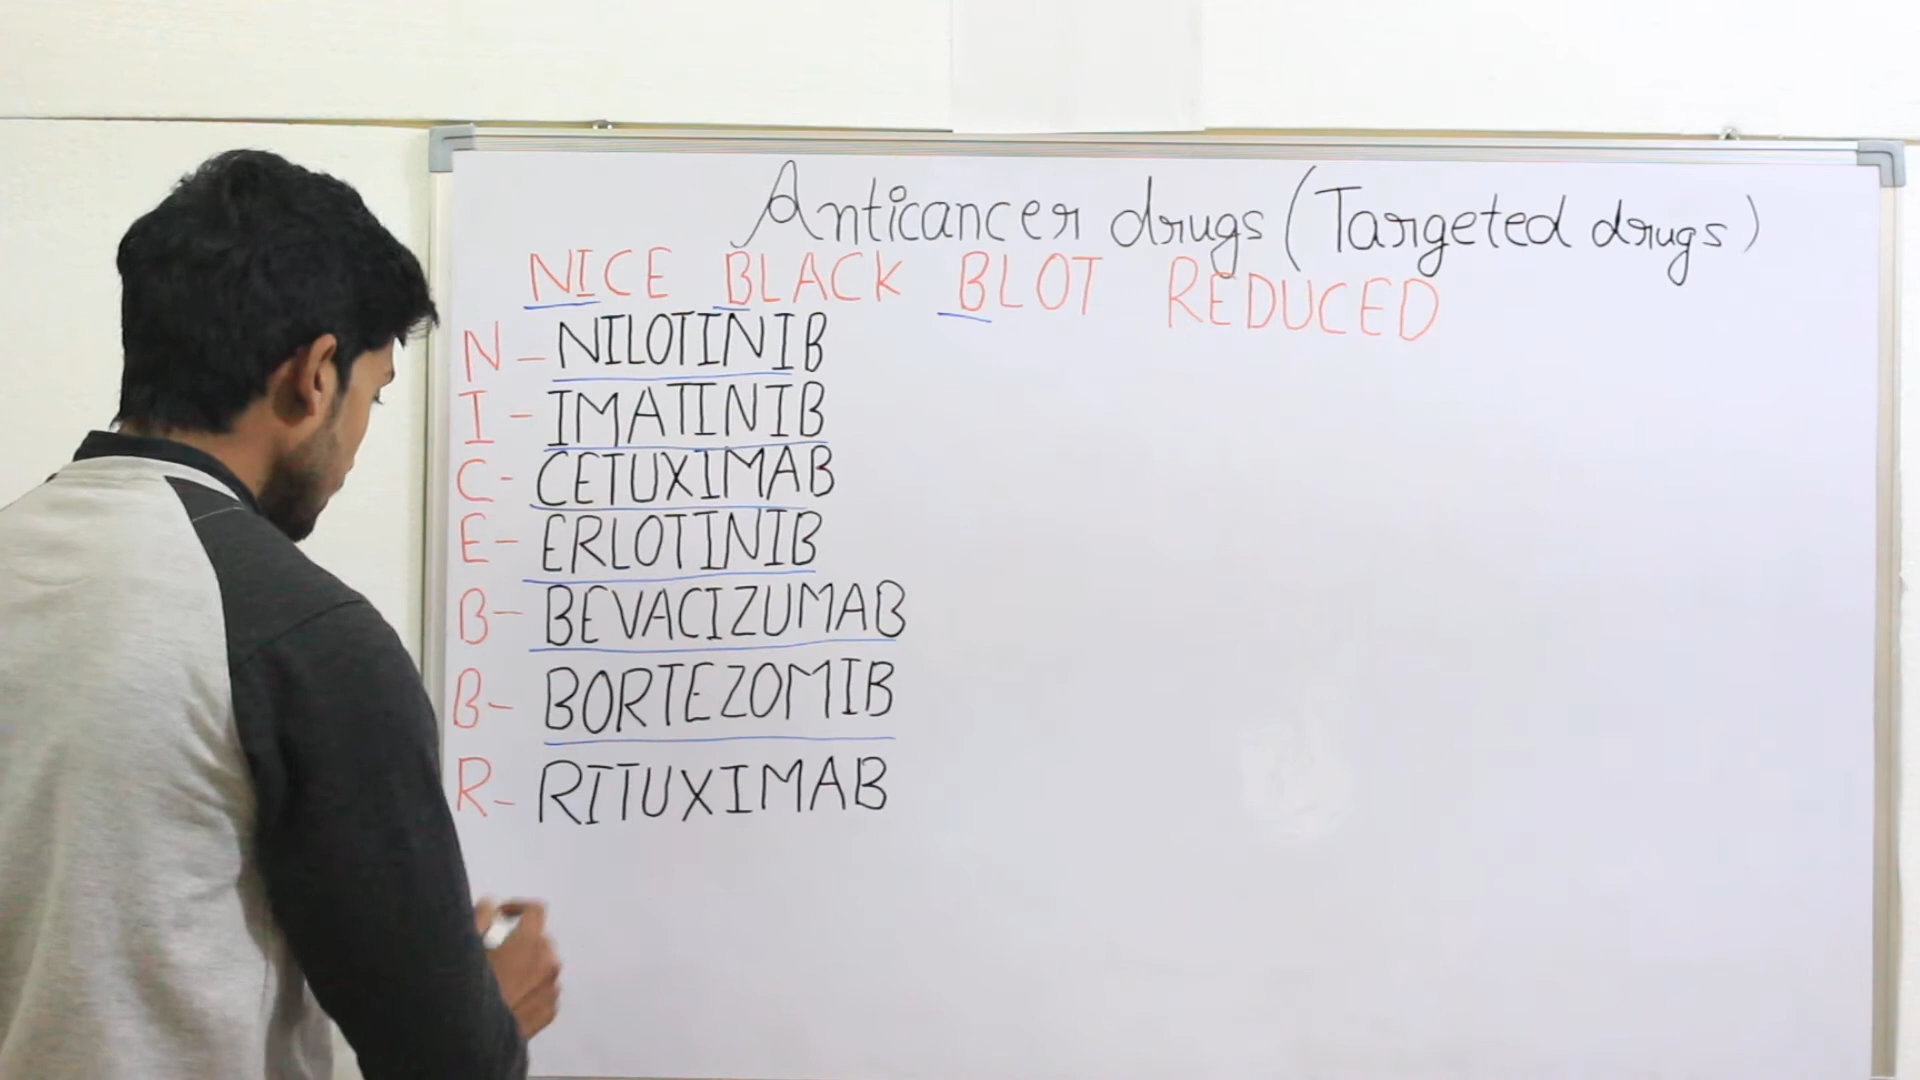 Anticancer drugs (Targeted drugs)
NICE BLACK BLOT REDUCED
N - NILOTINIB
I - IMATINIB
C - CETUXIMAB
E - ERLOTINIB
B - BEVACIZUMAB
B - BORTEZOMIB
R - RITUXIMAB